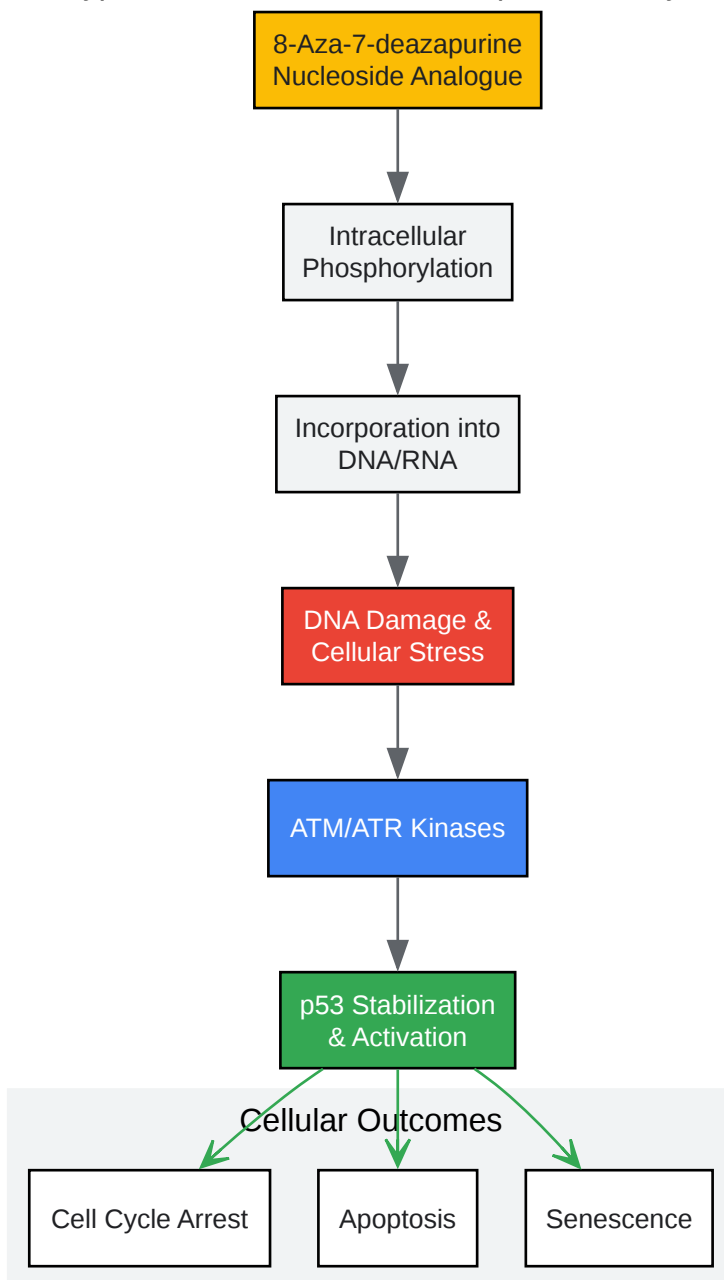 8-Aza-7-deazapurine
Nucleoside Analogue
Intracellular
Phosphorylation
Incorporation into
DNA/RNA
DNA Damage &
Cellular Stress
ATM/ATR Kinases
p53 Stabilization
& Activation
Cellular Outcomes
Cell Cycle Arrest
Apoptosis
Senescence